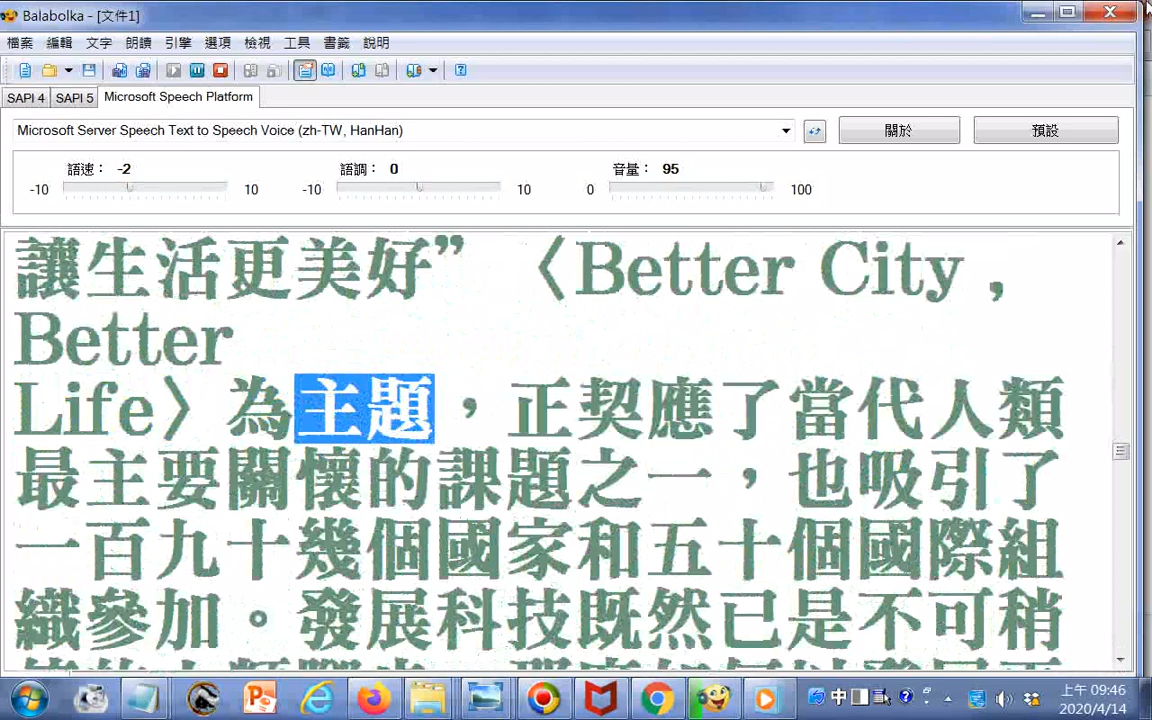 Balabolka - [文件1]
檔案 編輯 文字 朗讀 引擎 選項 檢視 工具 書籤 說明
SAPI 4 SAPI 5 Microsoft Speech Platform
Microsoft Server Speech Text to Speech Voice (zh-TW, HanHan) 關於 預設
語速： -2 語調： 0 音量： 95
-10 10 -10 10 0 100
讓生活更美好”〈Better City，
Better
Life〉為主題，正契應了當代人類
最主要關懷的課題之一，也吸引了
一百九十幾個國家和五十個國際組
織參加。發展科技既然已是不可稍
中 上午 09:46
2020/4/14